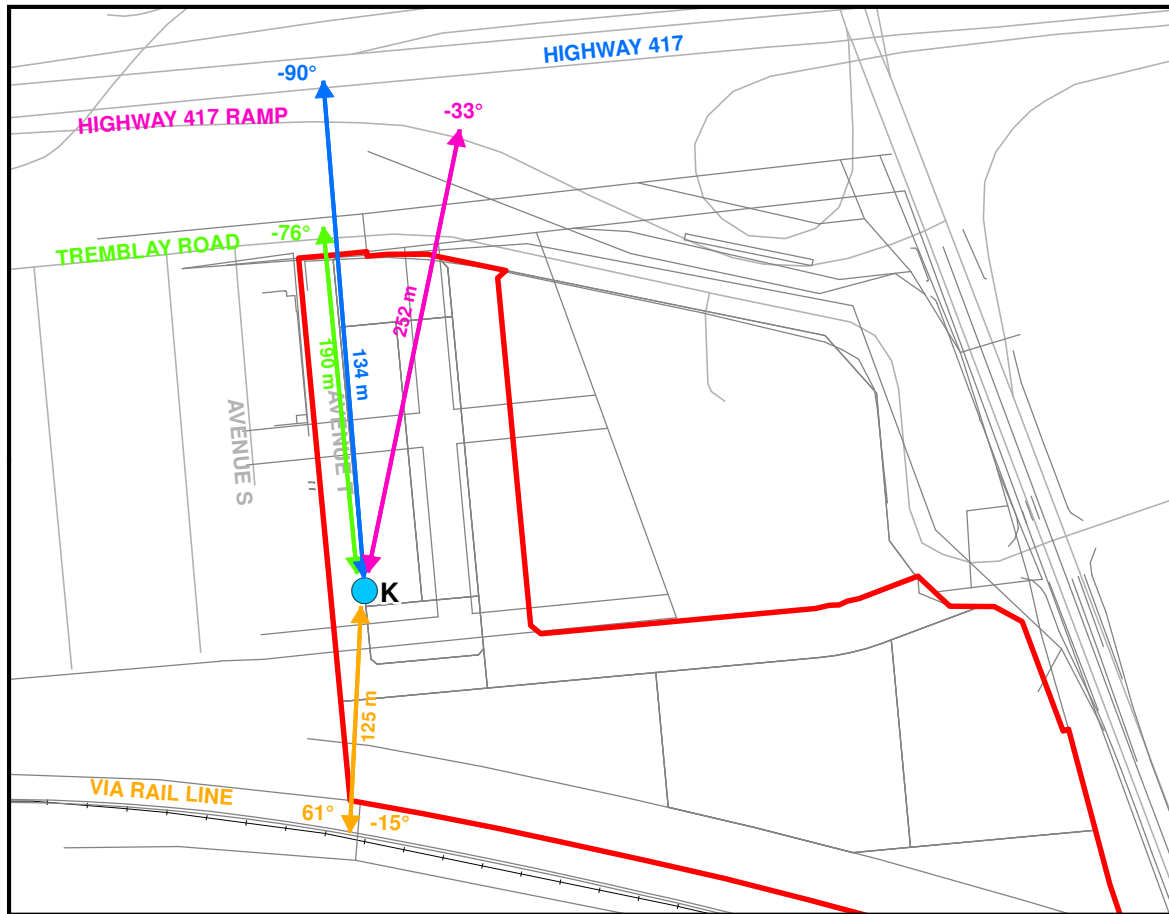 HIGHWAY 417
-90°
-33°
HIGHWAY 417 RAMP
-76°
TREMBLAY ROAD
252 m
190 m
134 m
AVENUE S
AVENUE T
K
125 m
VIA RAIL LINE
61°
-15°